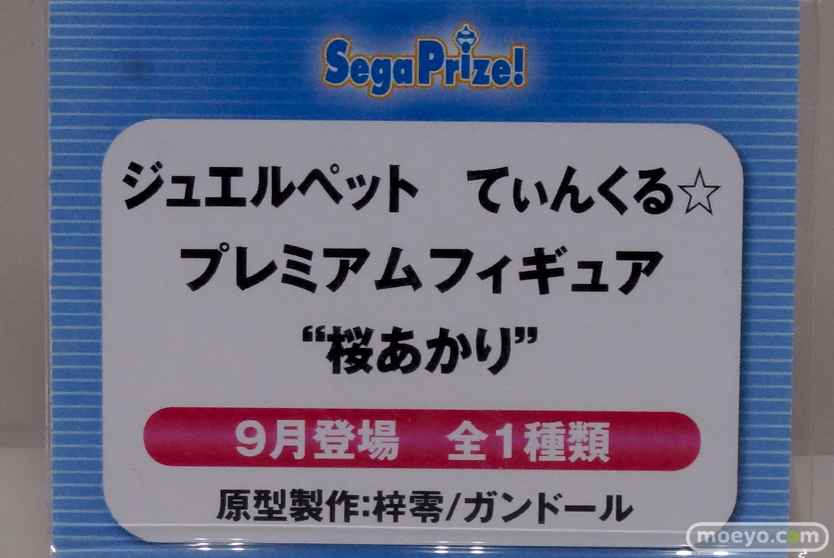 SegaPrize!
ジュエルペット　てぃんくる☆
プレミアムフィギュア
“桜あかり”
9月登場　全1種類
原型製作:梓零/ガンドール
moeyo.com